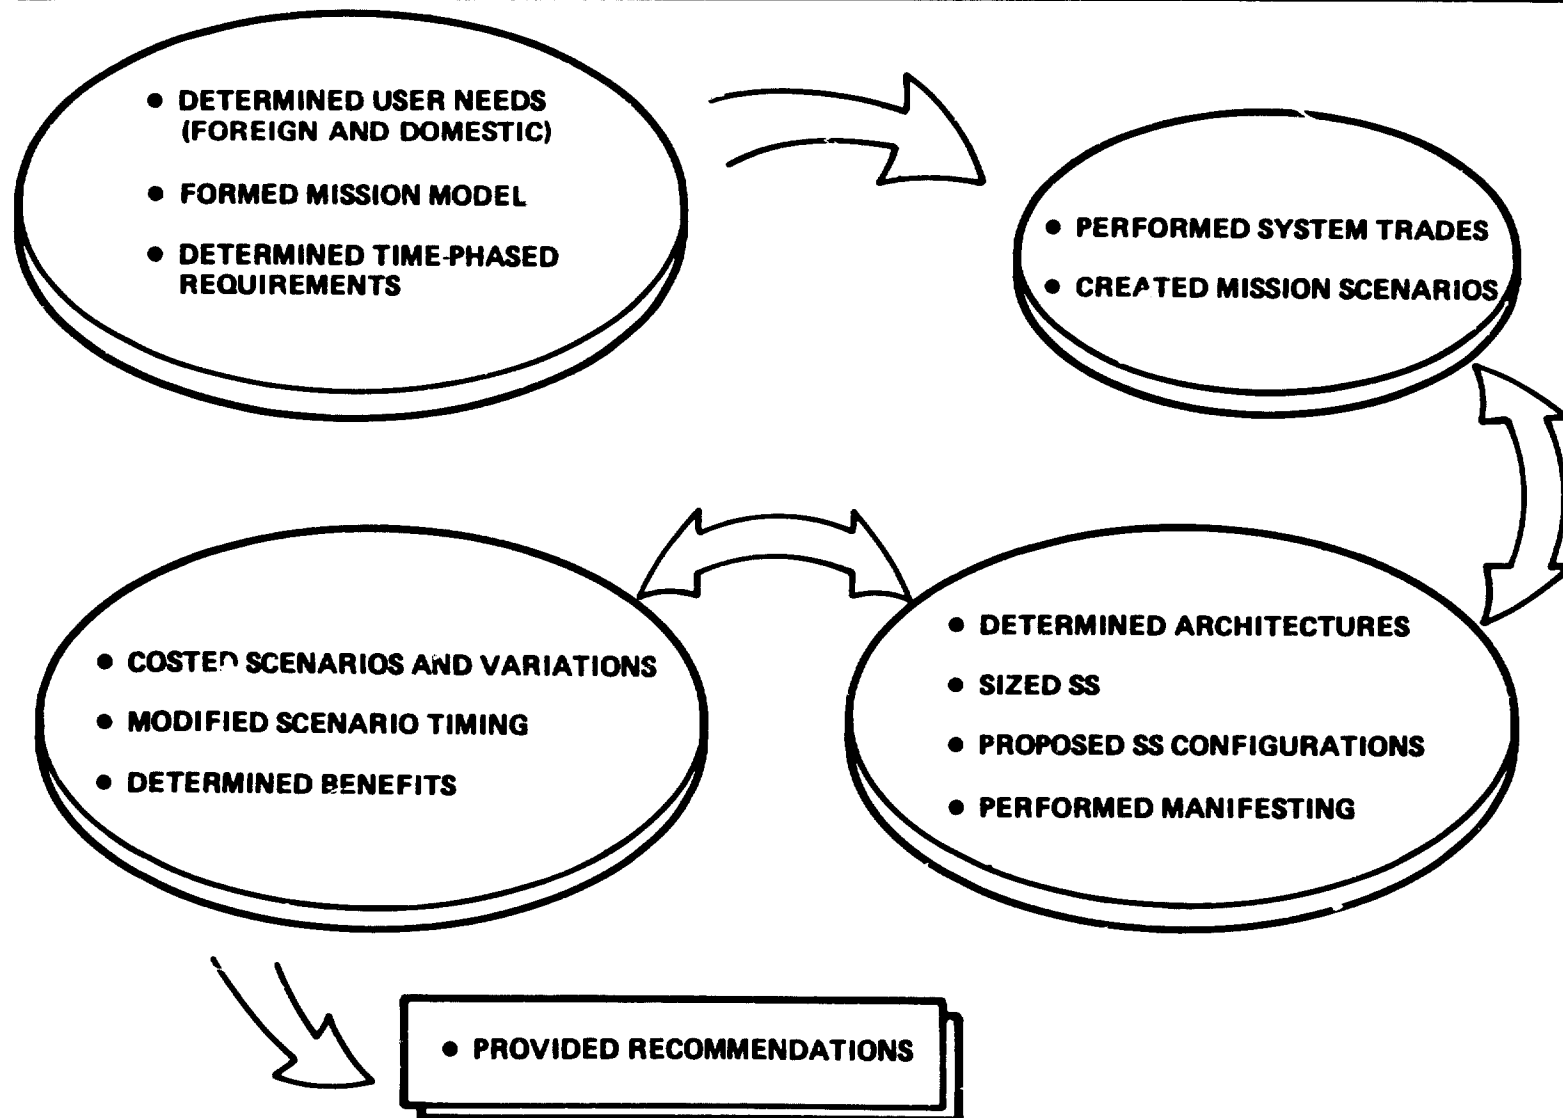 • DETERMINED USER NEEDS
(FOREIGN AND DOMESTIC)
• FORMED MISSION MODEL
• DETERMINED TIME-PHASED
REQUIREMENTS
• PERFORMED SYSTEM TRADES
• CREATED MISSION SCENARIOS
• DETERMINED ARCHITECTURES
• SIZED SS
• PROPOSED SS CONFIGURATIONS
• PERFORMED MANIFESTING
• COSTED SCENARIOS AND VARIATIONS
• MODIFIED SCENARIO TIMING
• DETERMINED BENEFITS
• PROVIDED RECOMMENDATIONS